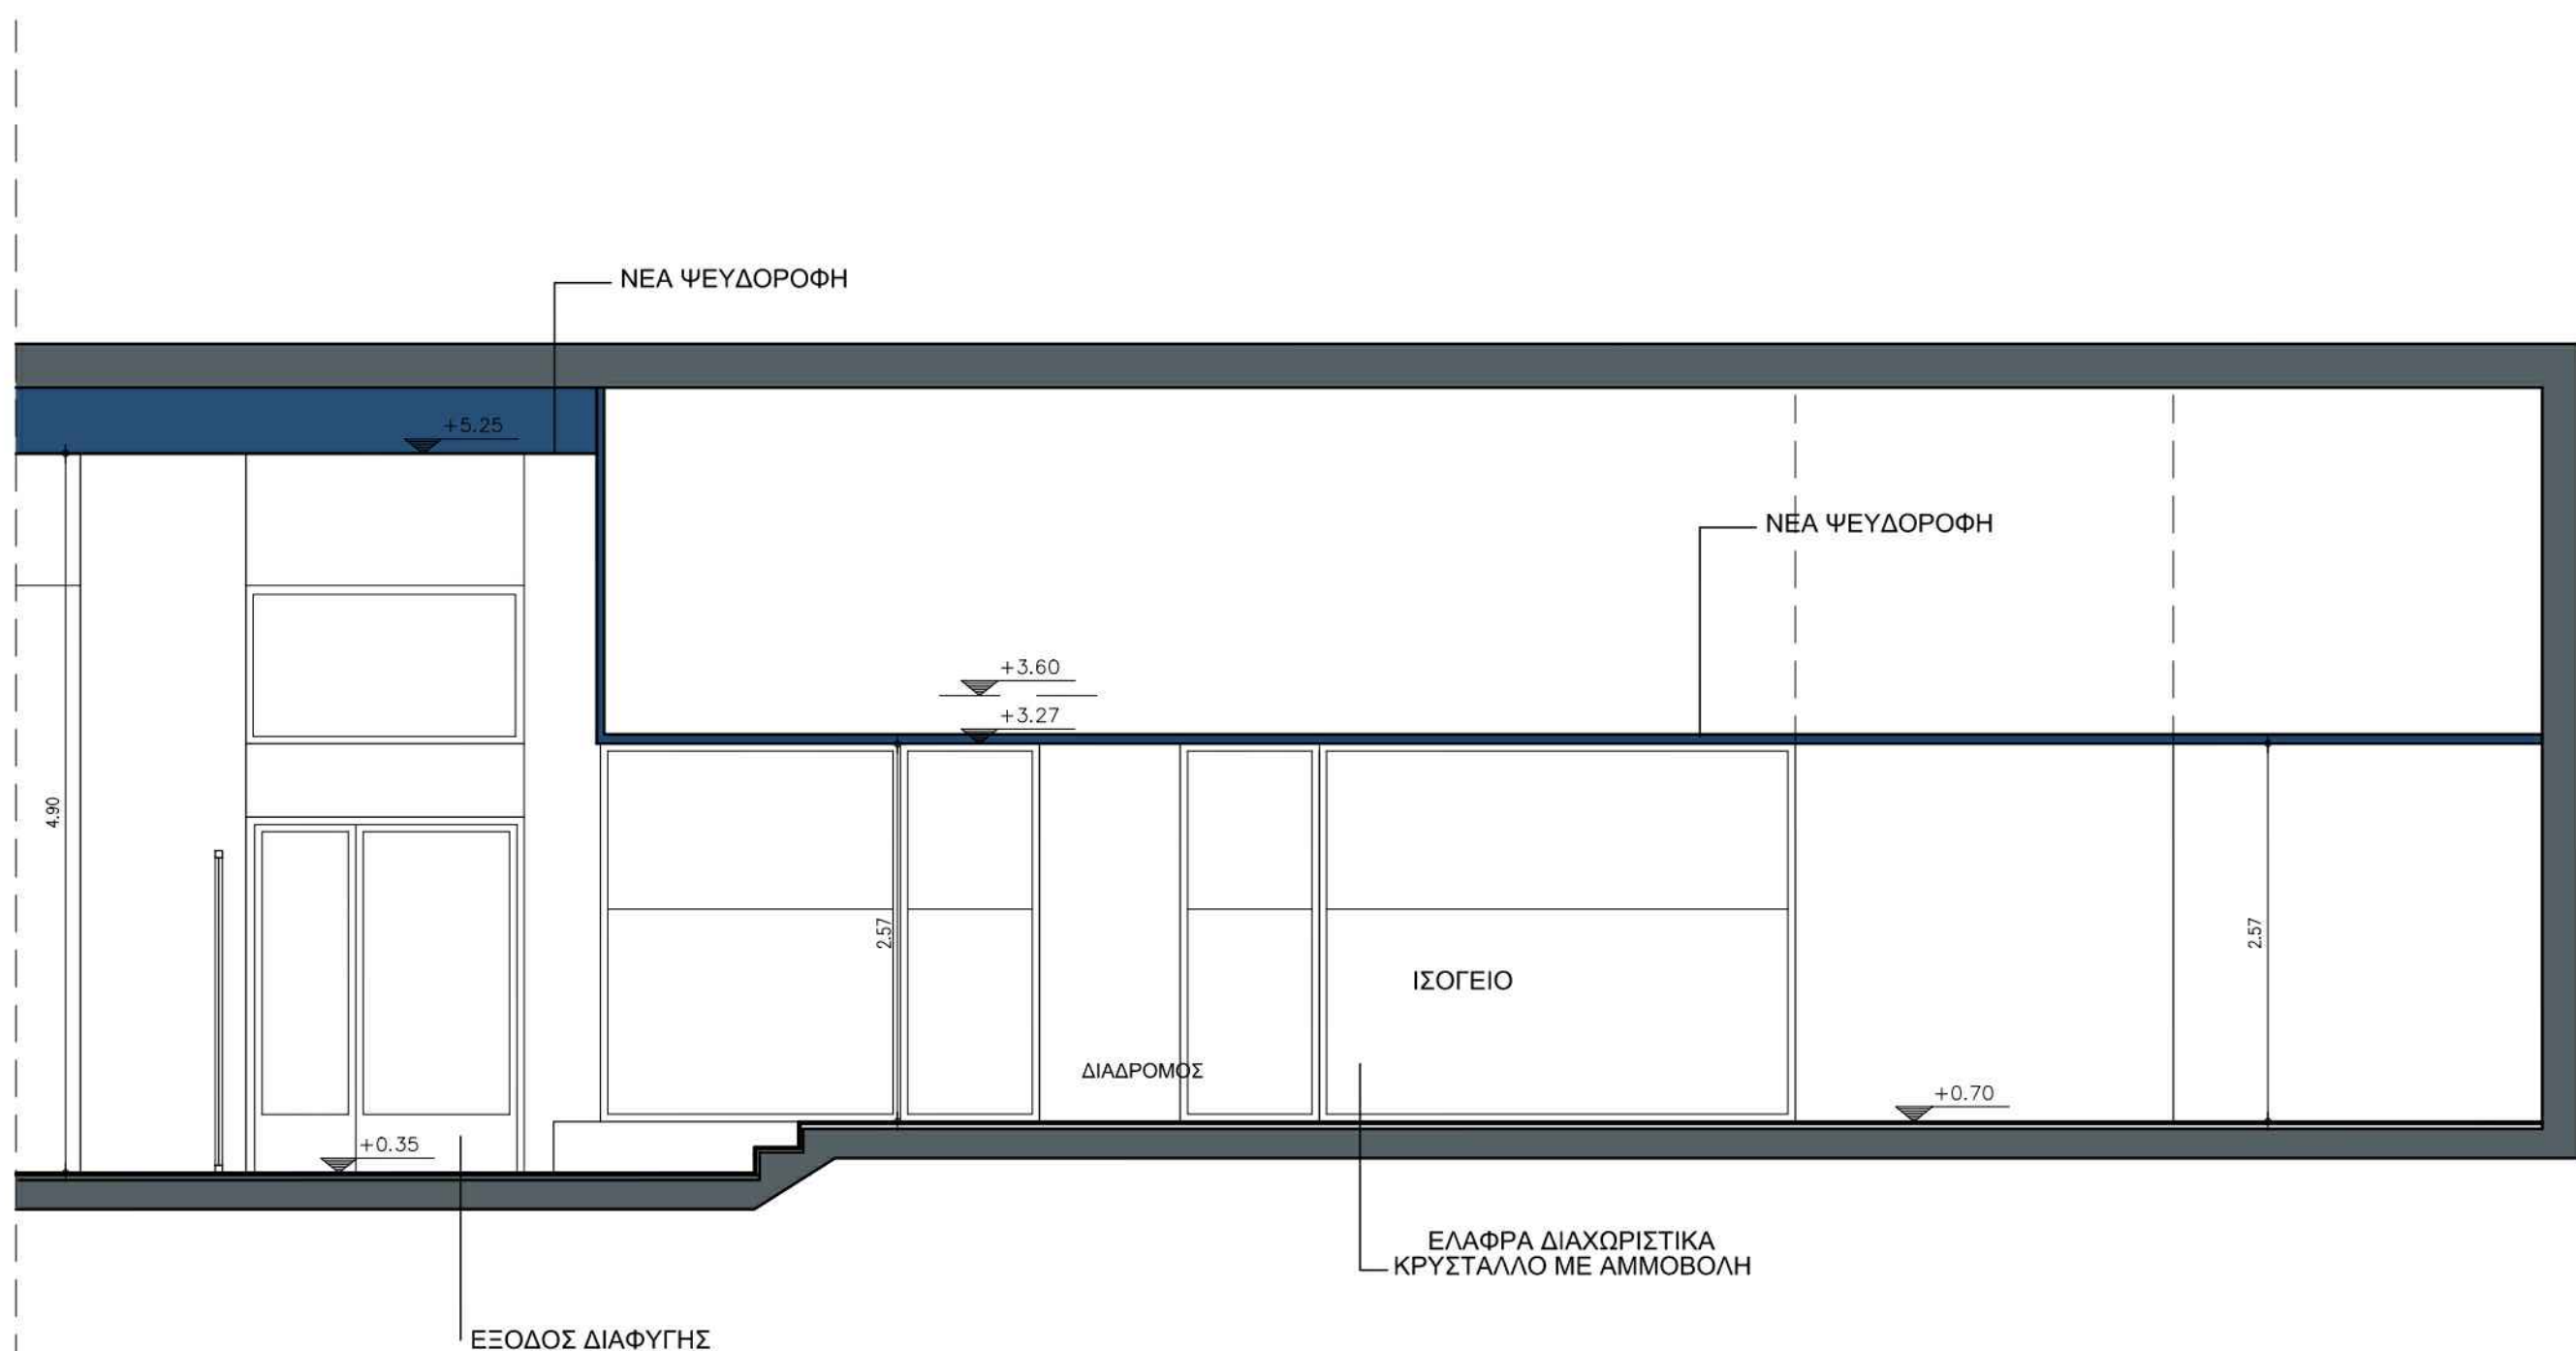 ΝΕΑ ΨΕΥΔΟΡΟΦΗ
+5.25
ΝΕΑ ΨΕΥΔΟΡΟΦΗ
+3.60
+3.27
4.90
2.57
2.57
ΙΣΟΓΕΙΟ
ΔΙΑΔΡΟΜΟΣ
+0.70
+0.35
ΕΛΑΦΡΑ ΔΙΑΧΩΡΙΣΤΙΚΑ
ΚΡΥΣΤΑΛΛΟ ΜΕ ΑΜΜΟΒΟΛΗ
ΕΞΟΔΟΣ ΔΙΑΦΥΓΗΣ